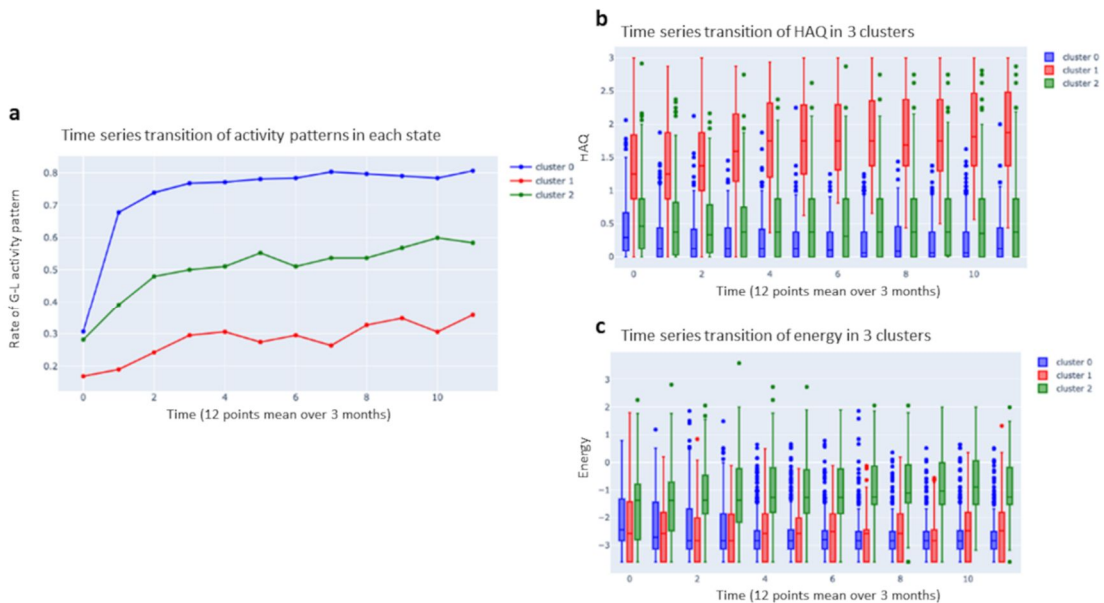 a
Time series transition of activity patterns in each state
Rate of G-L activity pattern
0.8
0.7
0.6
0.5
0.4
0.3
0.2
0 2 4 6 8 10
Time (12 points mean over 3 months)
cluster 0
cluster 1
cluster 2
b
Time series transition of HAQ in 3 clusters
HAQ
3
2.5
2
1.5
1
0.5
0
0 2 4 6 8 10
Time (12 points mean over 3 months)
cluster 0
cluster 1
cluster 2
c
Time series transition of energy in 3 clusters
Energy
3
2
1
0
−1
−2
−3
0 2 4 6 8 10
Time (12 points mean over 3 months)
cluster 0
cluster 1
cluster 2